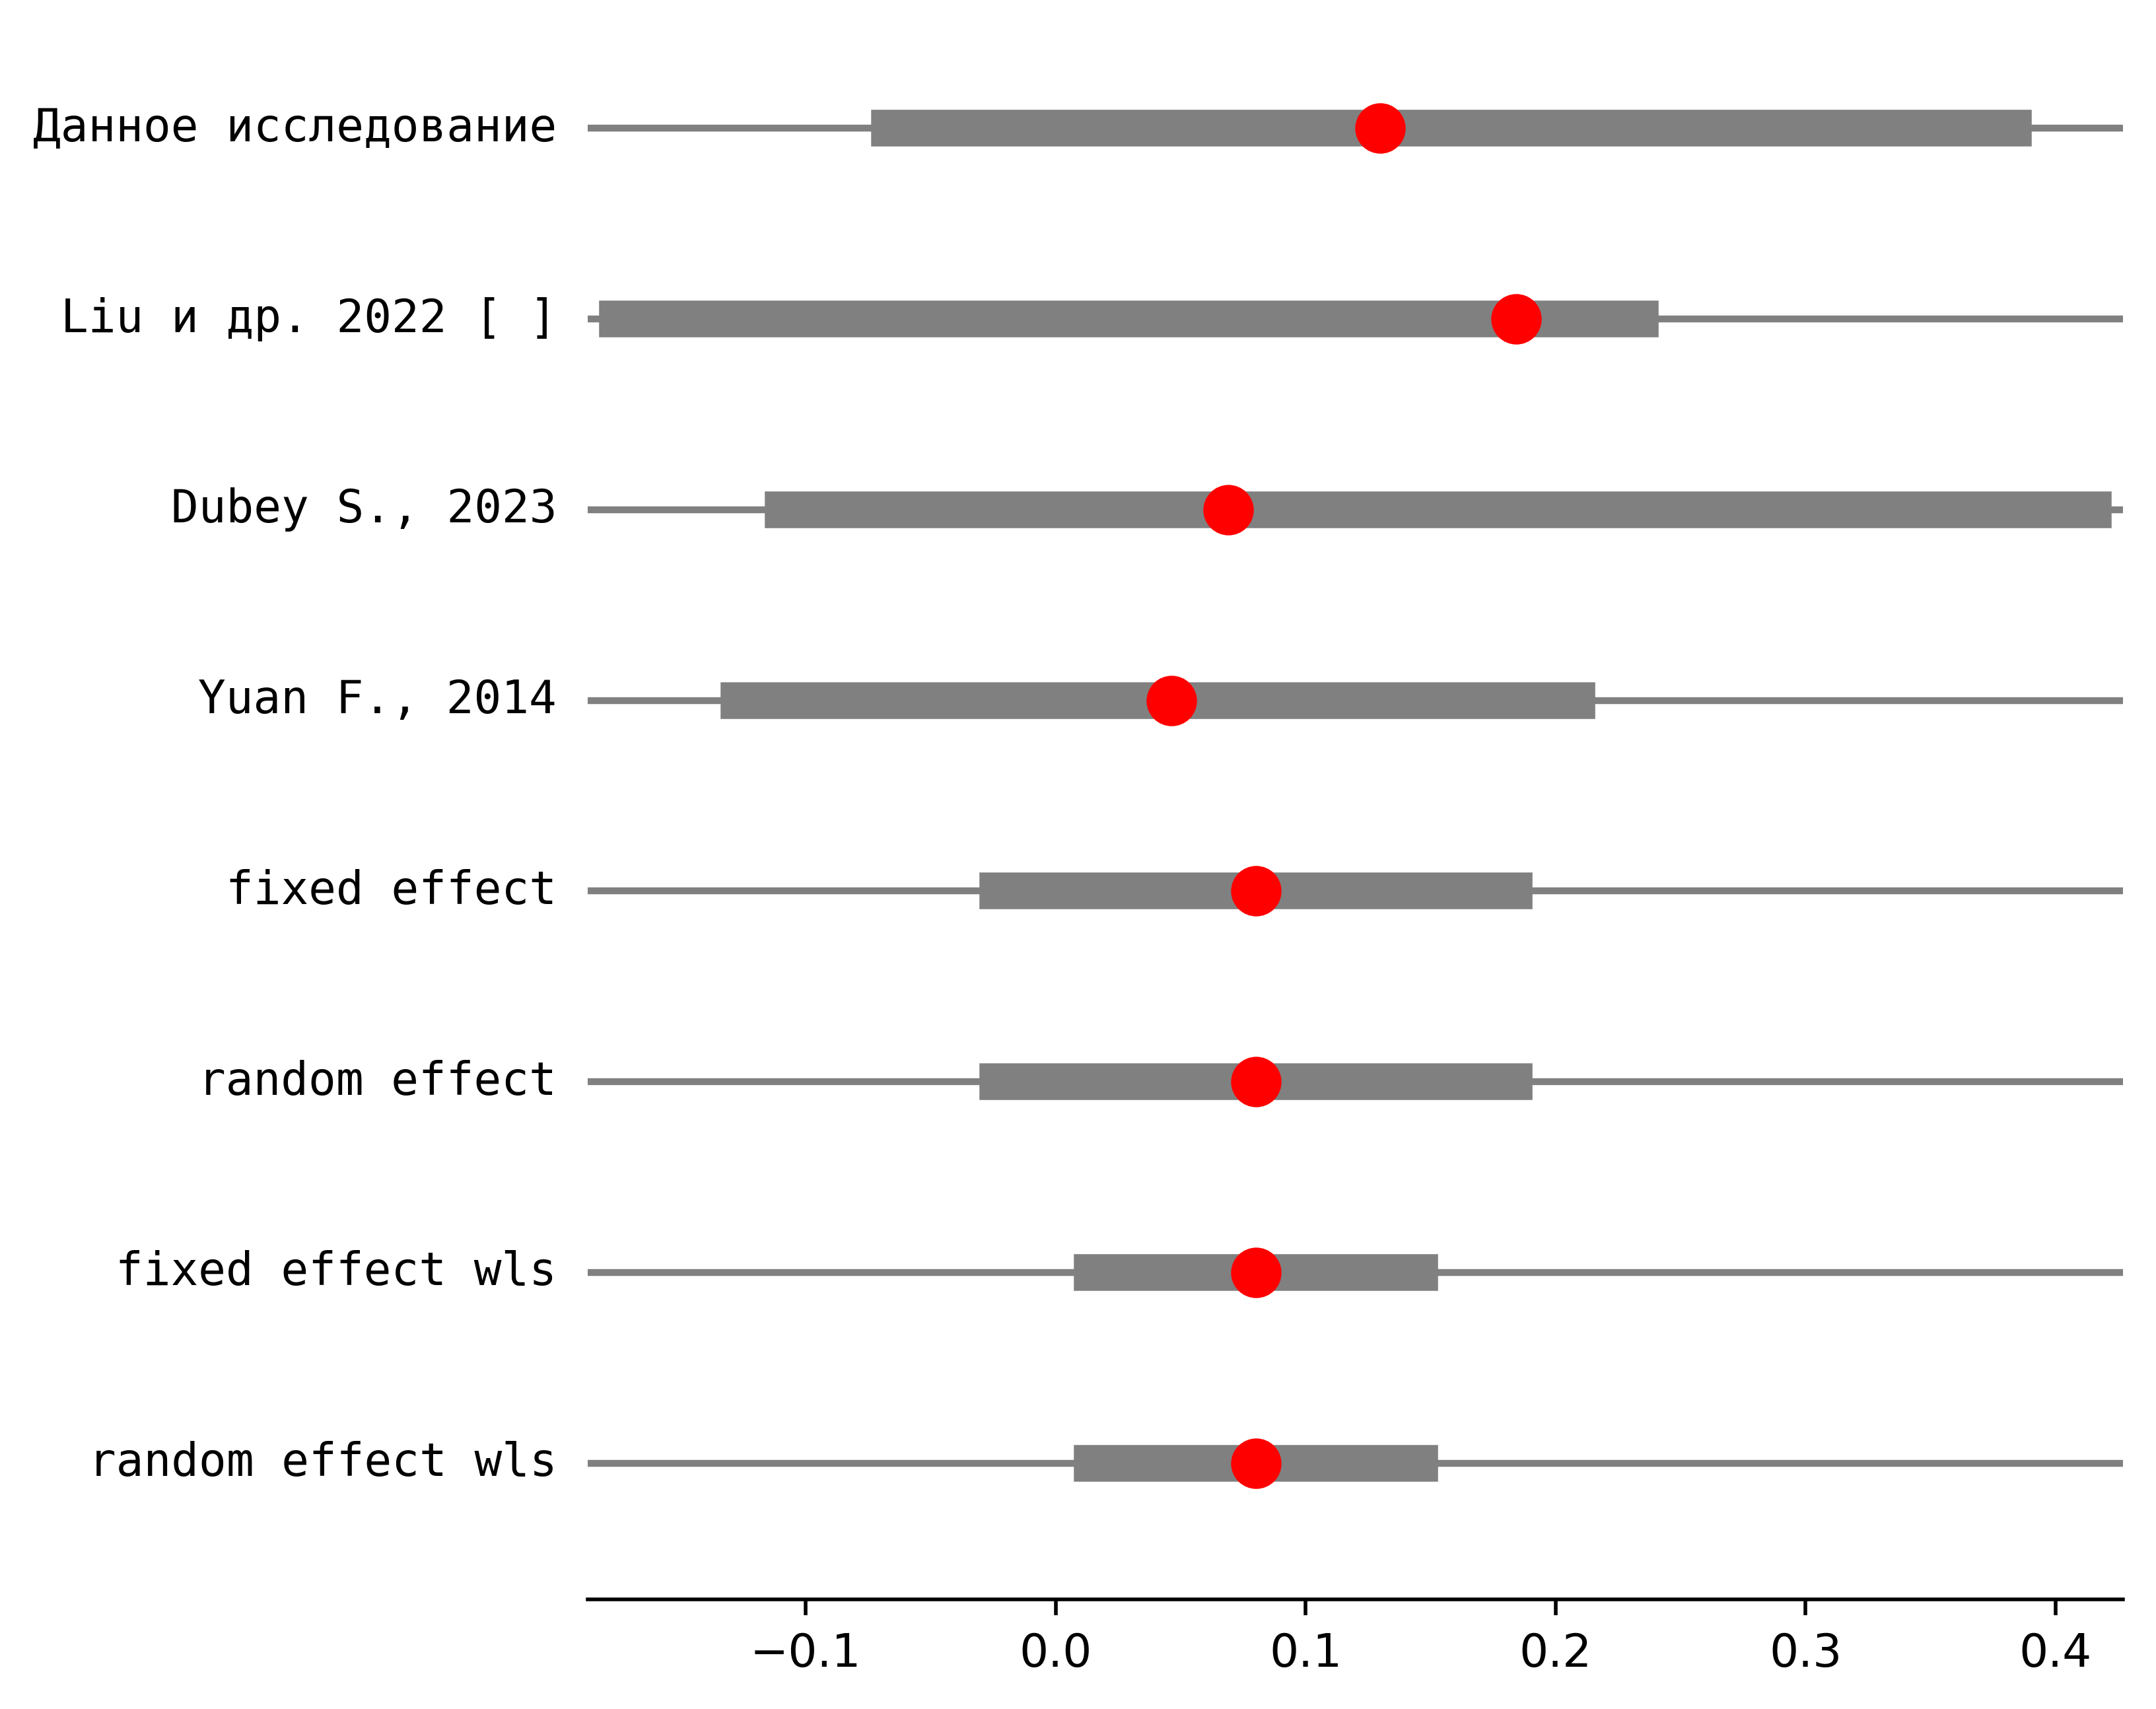 Данное исследование
Liu и др. 2022 [ ]
Dubey S., 2023
Yuan F., 2014
fixed effect
random effect
fixed effect wls
random effect wls
−0.1 0.0 0.1 0.2 0.3 0.4